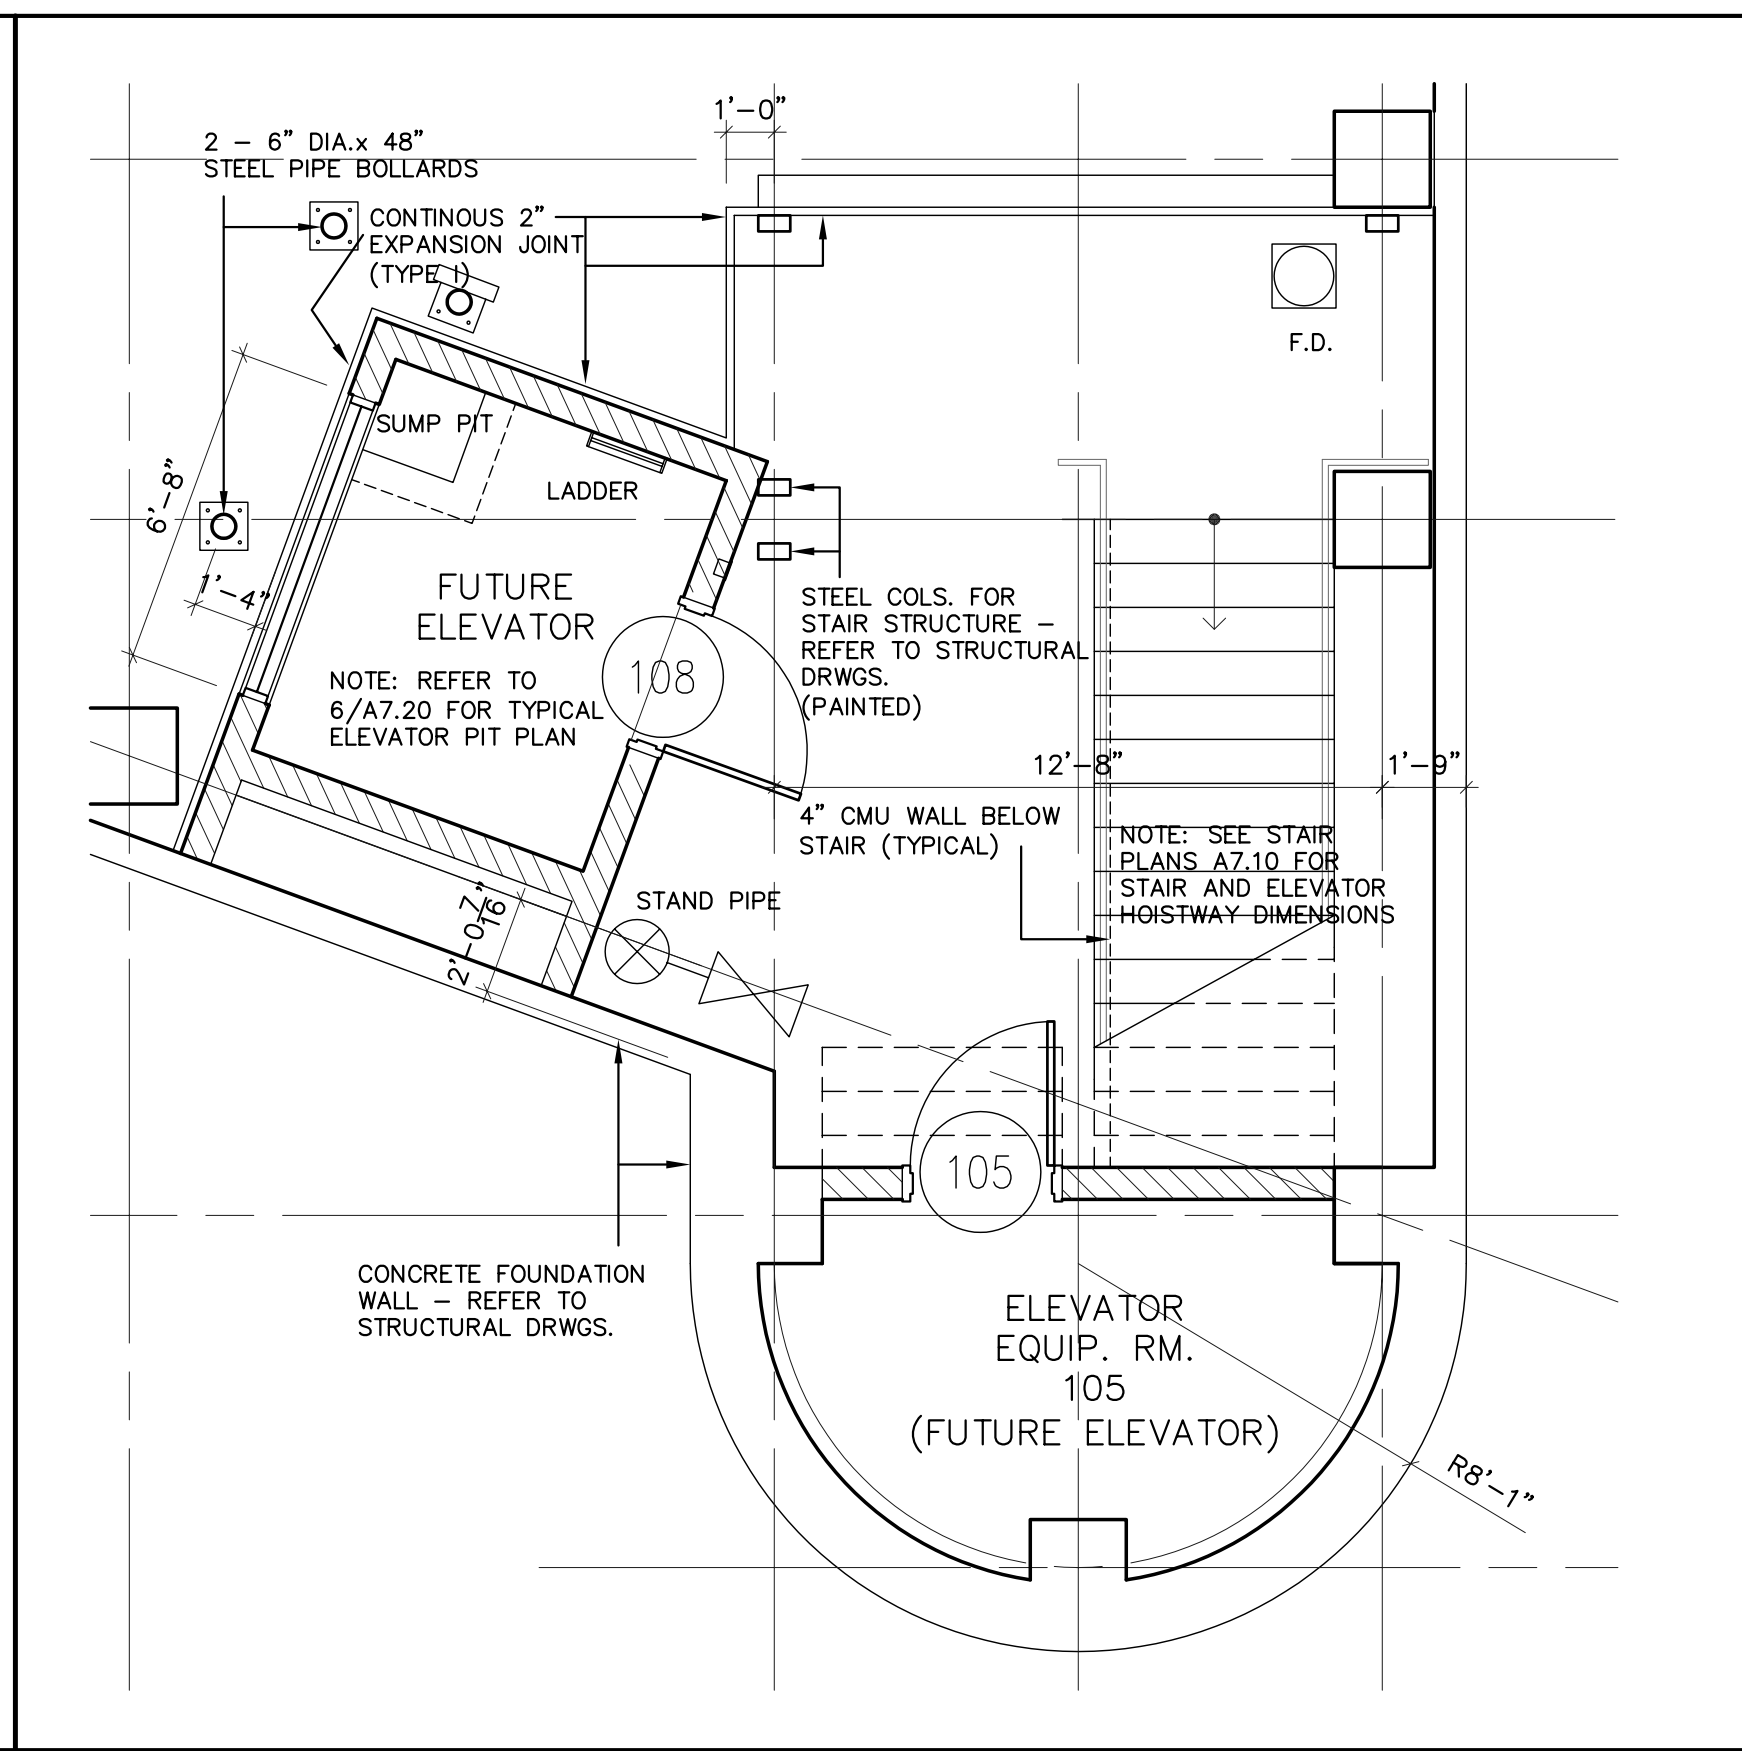 1'-0"
2 - 6" DIA.x 48"
STEEL PIPE BOLLARDS
CONTINOUS 2"
EXPANSION JOINT
(TYPE I)
F.D.
SUMP PIT
LADDER
6'-8"
1'-4"
FUTURE
ELEVATOR
108
NOTE: REFER TO
6/A7.20 FOR TYPICAL
ELEVATOR PIT PLAN
STEEL COLS. FOR
STAIR STRUCTURE -
REFER TO STRUCTURAL
DRWGS.
(PAINTED)
12'-8"
1'-9"
4" CMU WALL BELOW
STAIR (TYPICAL)
NOTE: SEE STAIR
PLANS A7.10 FOR
STAIR AND ELEVATOR
HOISTWAY DIMENSIONS
STAND PIPE
2'-0 7/16"
105
CONCRETE FOUNDATION
WALL - REFER TO
STRUCTURAL DRWGS.
ELEVATOR
EQUIP. RM.
105
(FUTURE ELEVATOR)
R8'-1"